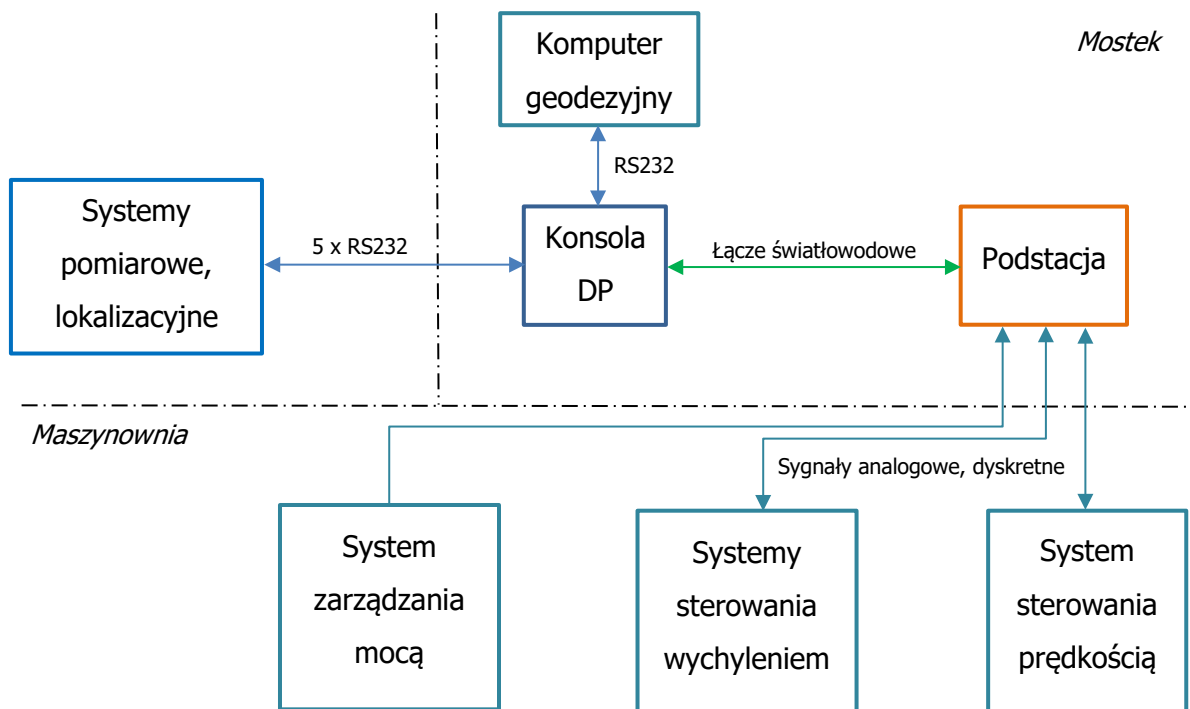 Komputer
geodezyjny
Mostek
RS232
Systemy
pomiarowe,
lokalizacyjne
5 x RS232
Konsola
DP
Łącze światłowodowe
Podstacja
Maszynownia
Sygnały analogowe, dyskretne
System
zarządzania
mocą
Systemy
sterowania
wychyleniem
System
sterowania
prędkością